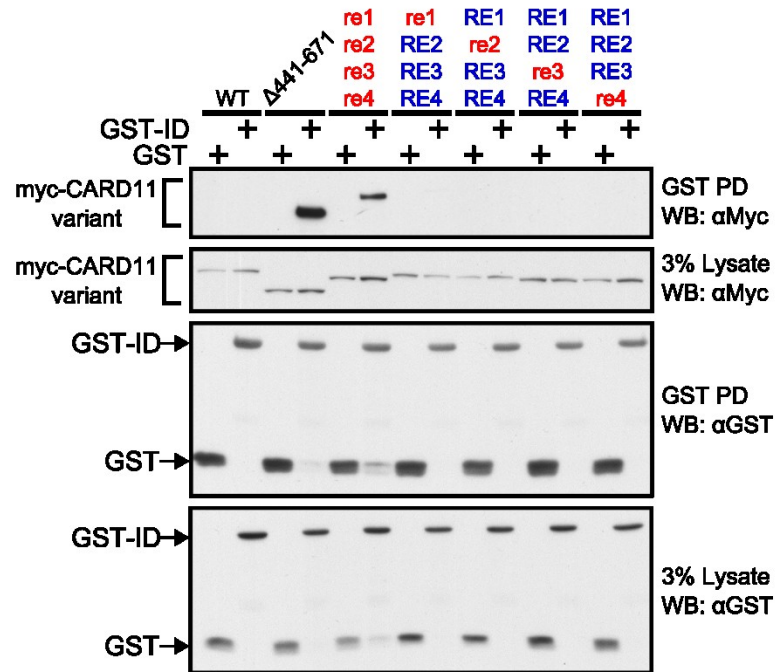 re1 re1 RE1 RE1 RE1
re2 RE2 re2 RE2 RE2
re3 RE3 RE3 re3 RE3
WT Δ441-671 re4 RE4 RE4 RE4 re4
GST-ID + + + + + + +
GST + + + + + + +
myc-CARD11 variant
GST PD
WB: αMyc
myc-CARD11 variant
3% Lysate
WB: αMyc
GST-ID
GST
GST PD
WB: αGST
GST-ID
GST
3% Lysate
WB: αGST